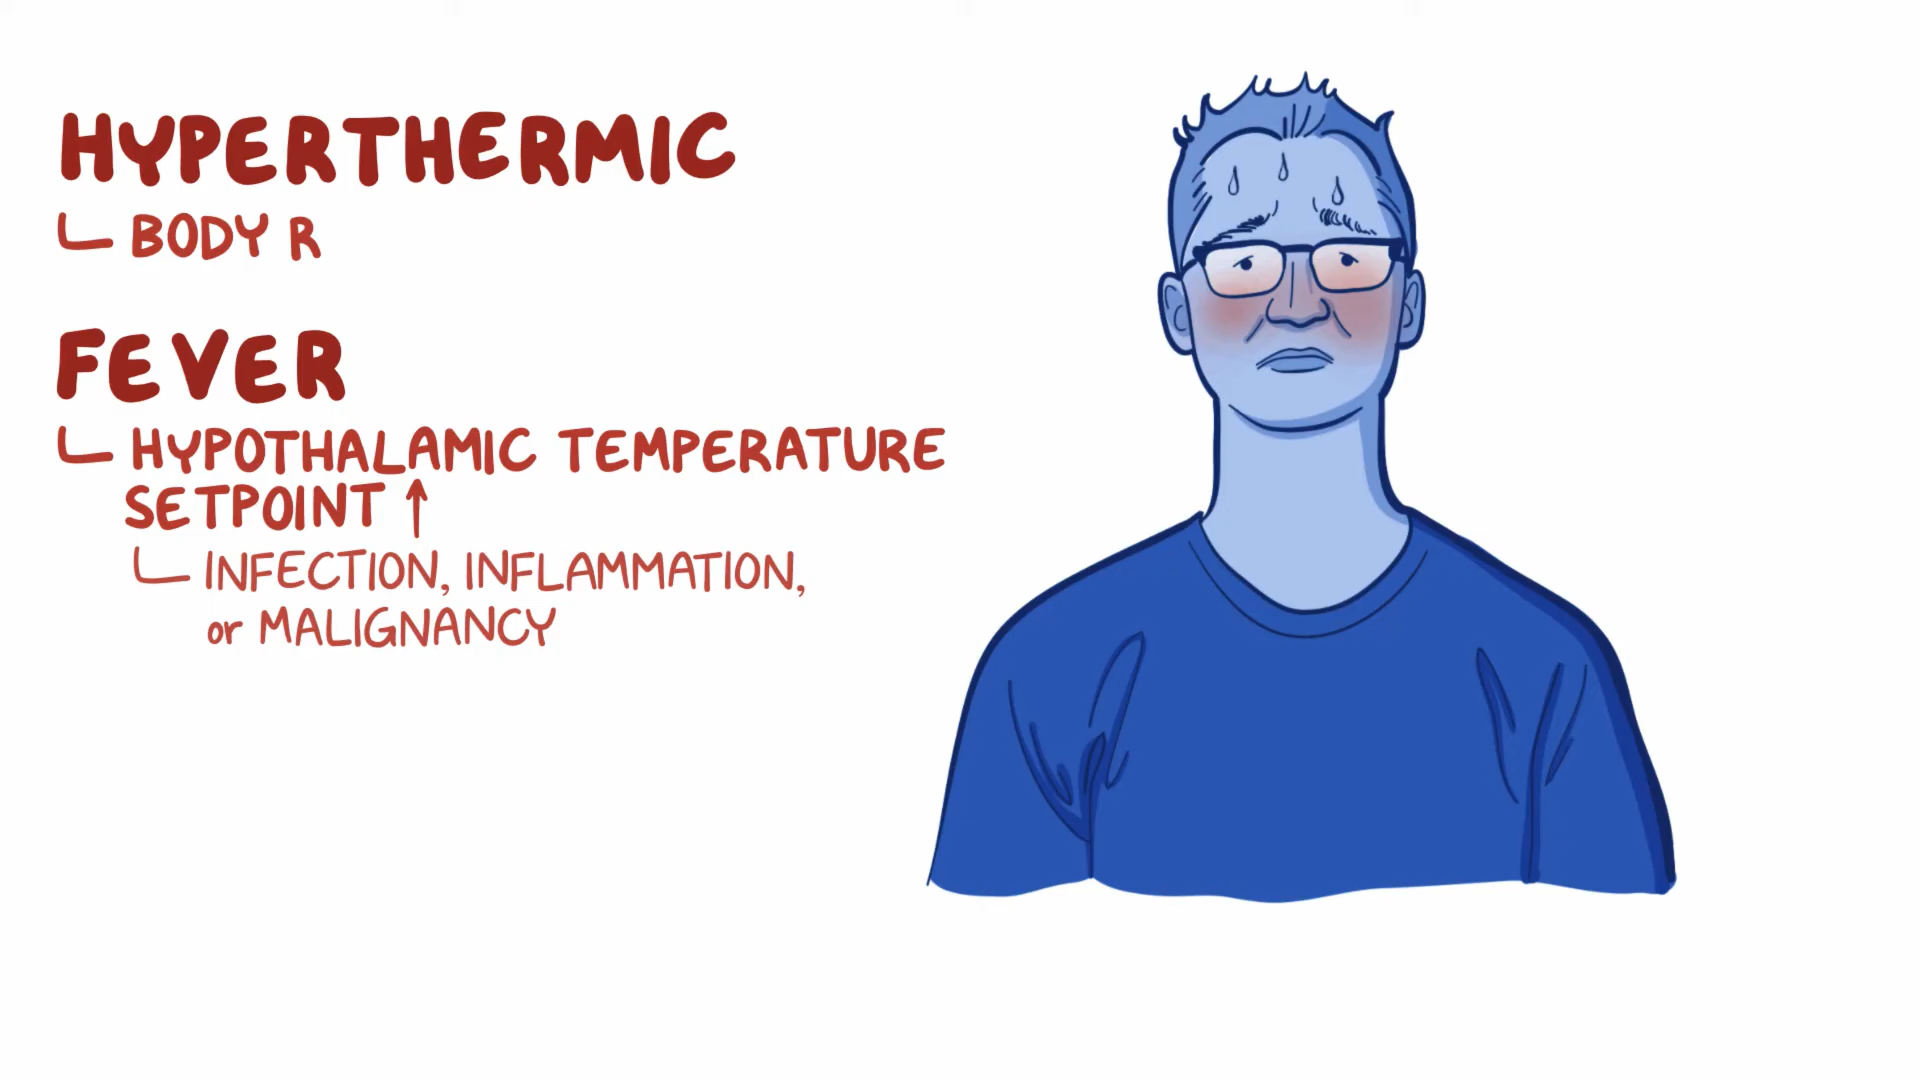 HYPERTHERMIC
BODY R
FEVER
HYPOTHALAMIC TEMPERATURE
SETPOINT ↑
INFECTION, INFLAMMATION,
or MALIGNANCY